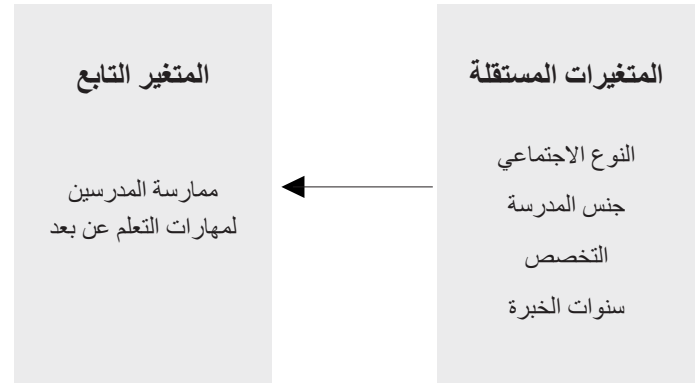 المتغيرات المستقلة
النوع الاجتماعي
جنس المدرسة
التخصص
سنوات الخبرة
المتغير التابع
ممارسة المدرسين
لمهارات التعلم عن بعد